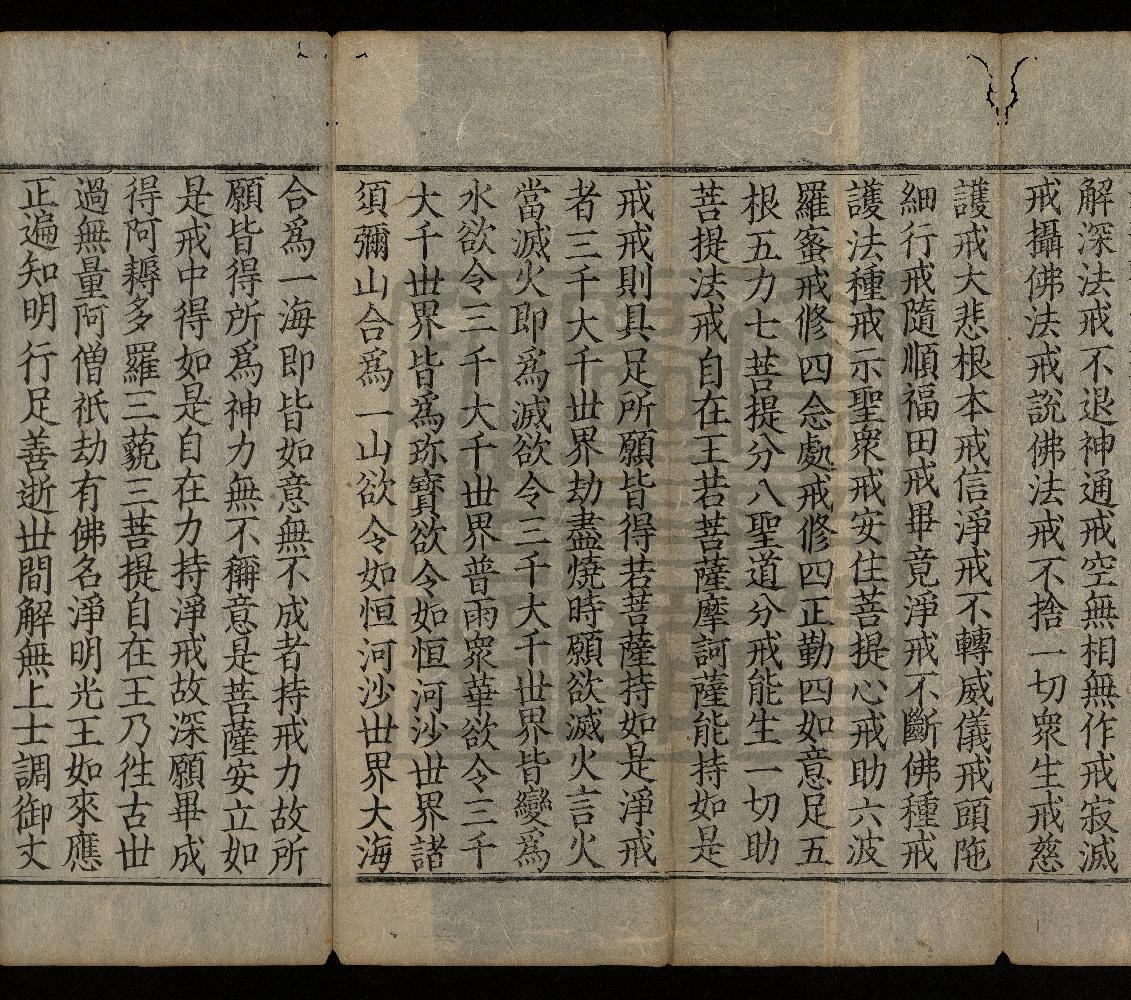 解深法戒不退神通戒空無相無作戒寂滅
戒攝佛法戒說佛法戒不捨一切衆生戒慈
護戒大悲根本戒信淨戒不轉威儀戒頭陁
細行戒隨順福田戒畢竟淨戒不斷佛種戒
護法種戒示聖衆戒安住菩提心戒助六波
羅蜜戒修四念處戒修四正勤四如意足五
根五力七菩提分八聖道分戒能生一切助
菩提法戒自在王若菩薩摩訶薩能持如是
戒戒則具足所願皆得若菩薩持如是淨戒
者三千大千世界劫盡燒時願欲滅火言火
當滅火即爲滅欲令三千大千世界皆變爲
水欲令三千大千世界普雨衆華欲令三千
大千世界皆爲珎寶欲令如恒河沙世界諸
須彌山合爲一山欲令如恒河沙世界大海
合爲一海即皆如意無不成者持戒力故所
願皆得所爲神力無不稱意是菩薩安立如
是戒中得如是自在力持淨戒故深願畢成
得阿耨多羅三藐三菩提自在王乃徃古世
過無量阿僧祇劫有佛名淨明光王如來應
正遍知明行足善逝世間解無上士調御丈